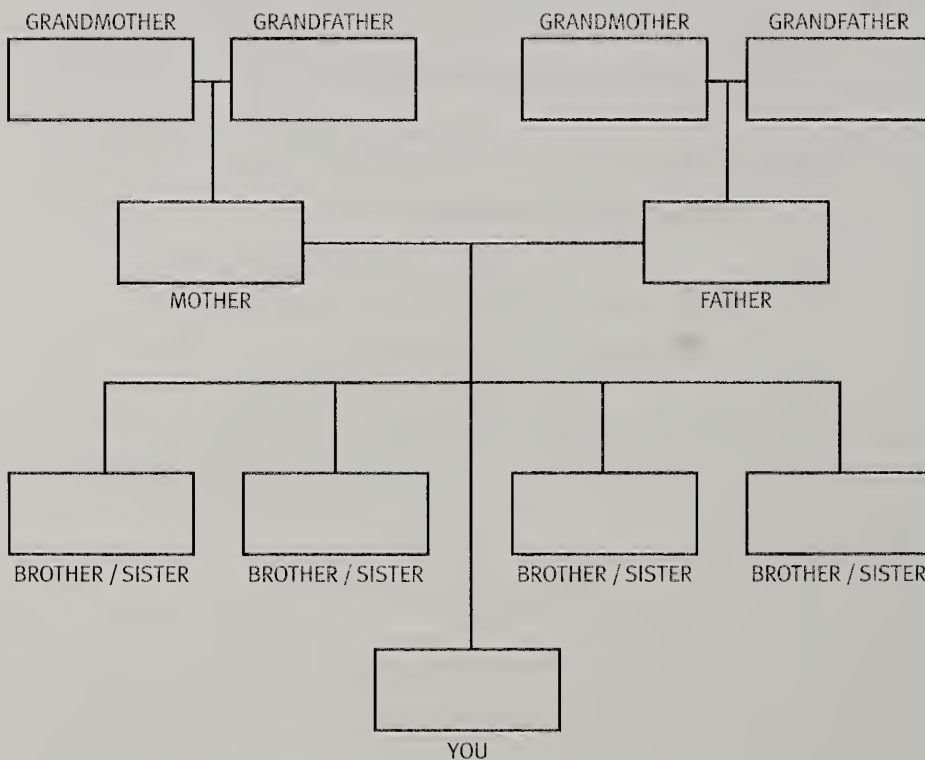 GRANDMOTHER GRANDFATHER GRANDMOTHER GRANDFATHER
MOTHER FATHER
BROTHER / SISTER BROTHER / SISTER BROTHER / SISTER BROTHER / SISTER
YOU